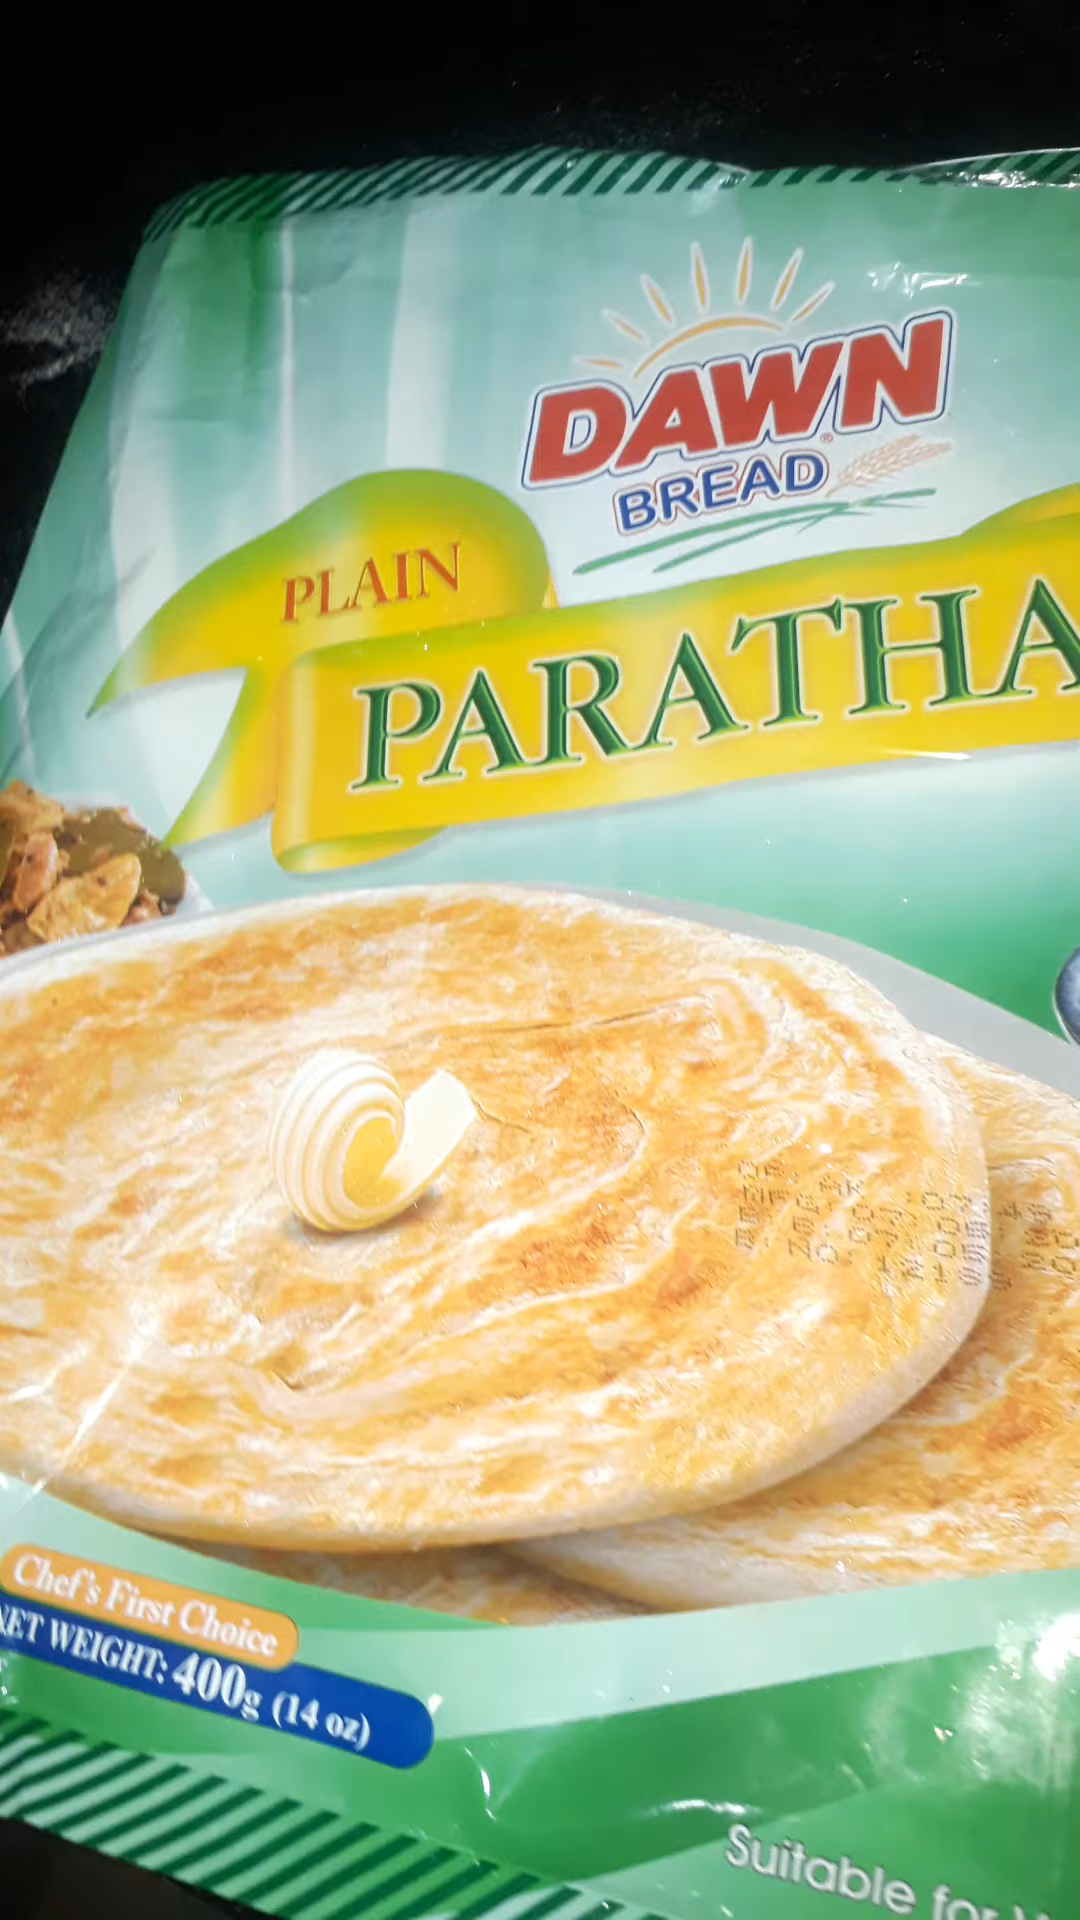 DAWN
BREAD
PLAIN
PARATHA
Chef's First Choice
NET WEIGHT: 400g (14 oz)
Suitable for